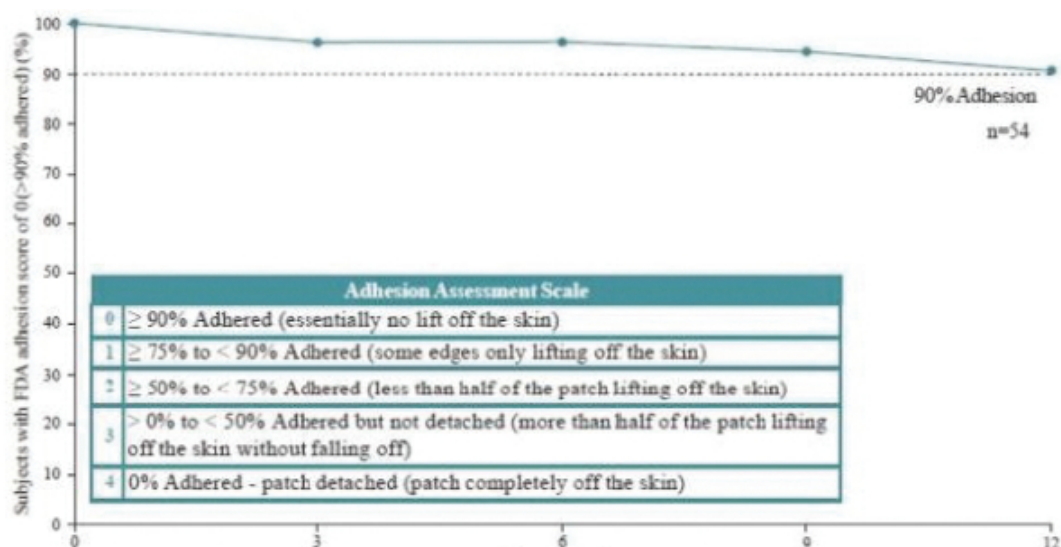 Subjects with FDA adhesion score of 0 (>90% adhered) (%)
100
90
80
70
60
50
40
30
20
10
0
90% Adhesion
n=54
Adhesion Assessment Scale
0 ≥ 90% Adhered (essentially no lift off the skin)
1 ≥ 75% to < 90% Adhered (some edges only lifting off the skin)
2 ≥ 50% to < 75% Adhered (less than half of the patch lifting off the skin)
3 > 0% to < 50% Adhered but not detached (more than half of the patch lifting
off the skin without falling off)
4 0% Adhered - patch detached (patch completely off the skin)
0 3 6 9 12